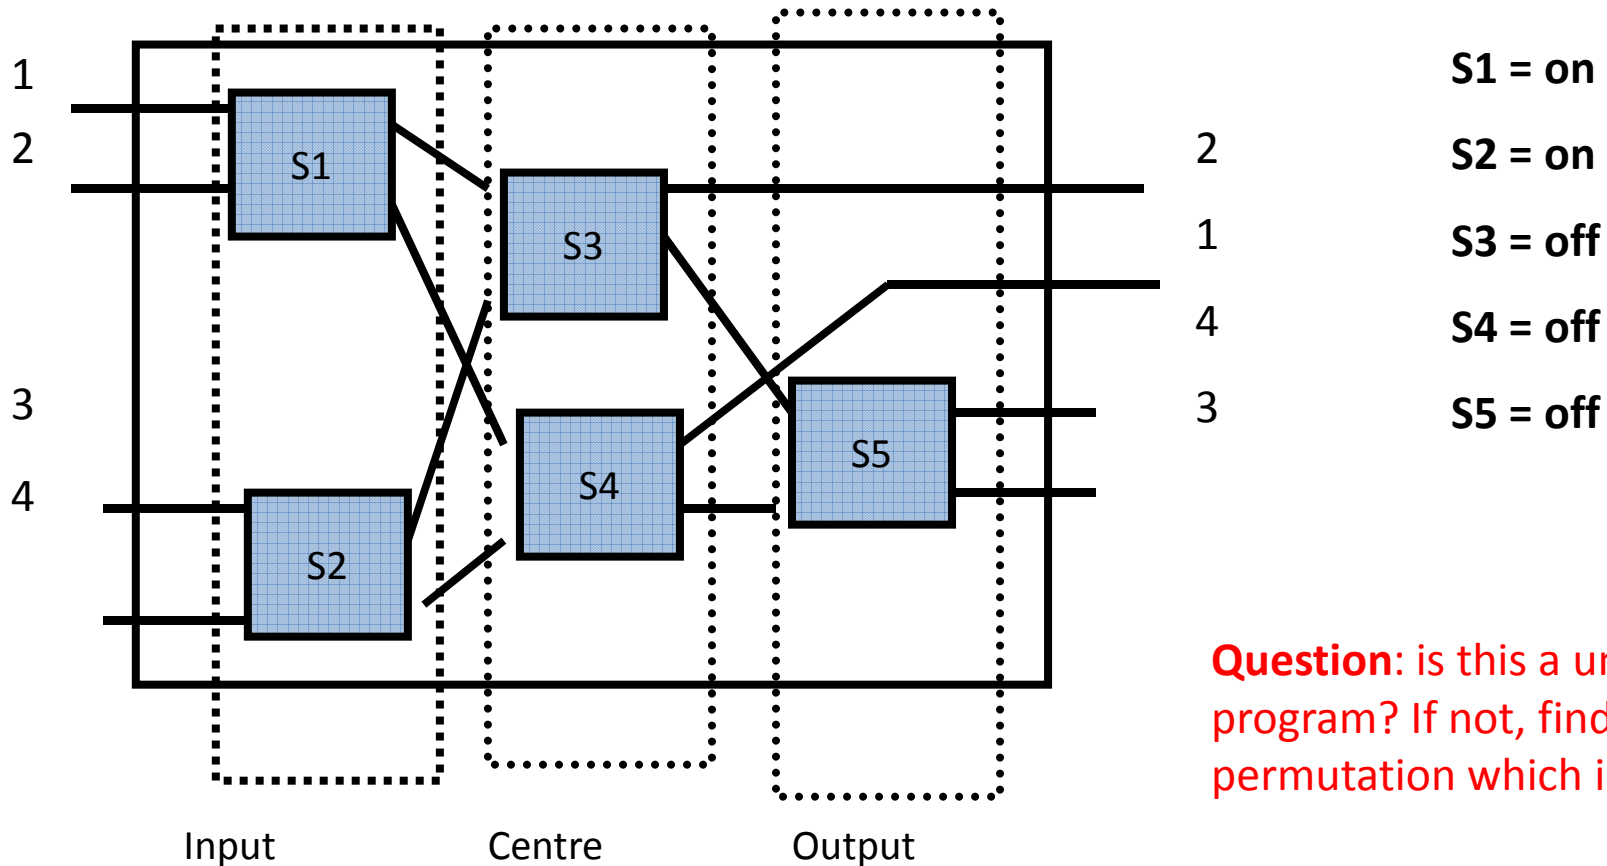 1
2
3
4
S1
S2
S3
S4
S5
2
1
4
3
S1 = on
S2 = on
S3 = off
S4 = off
S5 = off
Question: is this a
program? If not,
permutation which
Input
Centre
Output